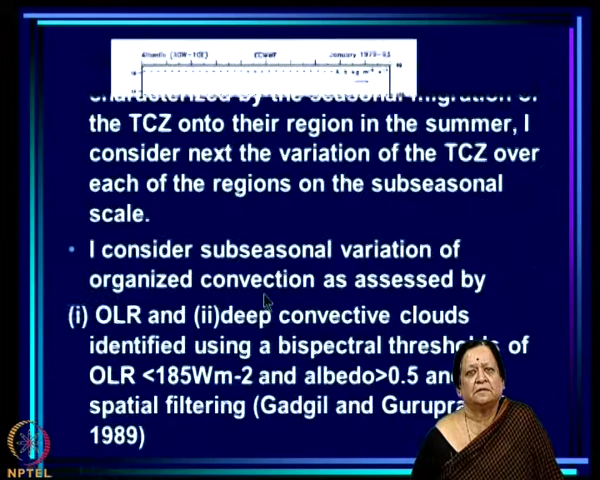 Atlantic (30W-10E) ECMWF January 1979-93
characterized by the seasonal migration of
the TCZ onto their region in the summer, I
consider next the variation of the TCZ over
each of the regions on the subseasonal
scale.
• I consider subseasonal variation of
organized convection as assessed by
(i) OLR and (ii)deep convective clouds
identified using a bispectral thresholds of
OLR <185Wm-2 and albedo>0.5 and
spatial filtering (Gadgil and Gurupra
1989)
NPTEL